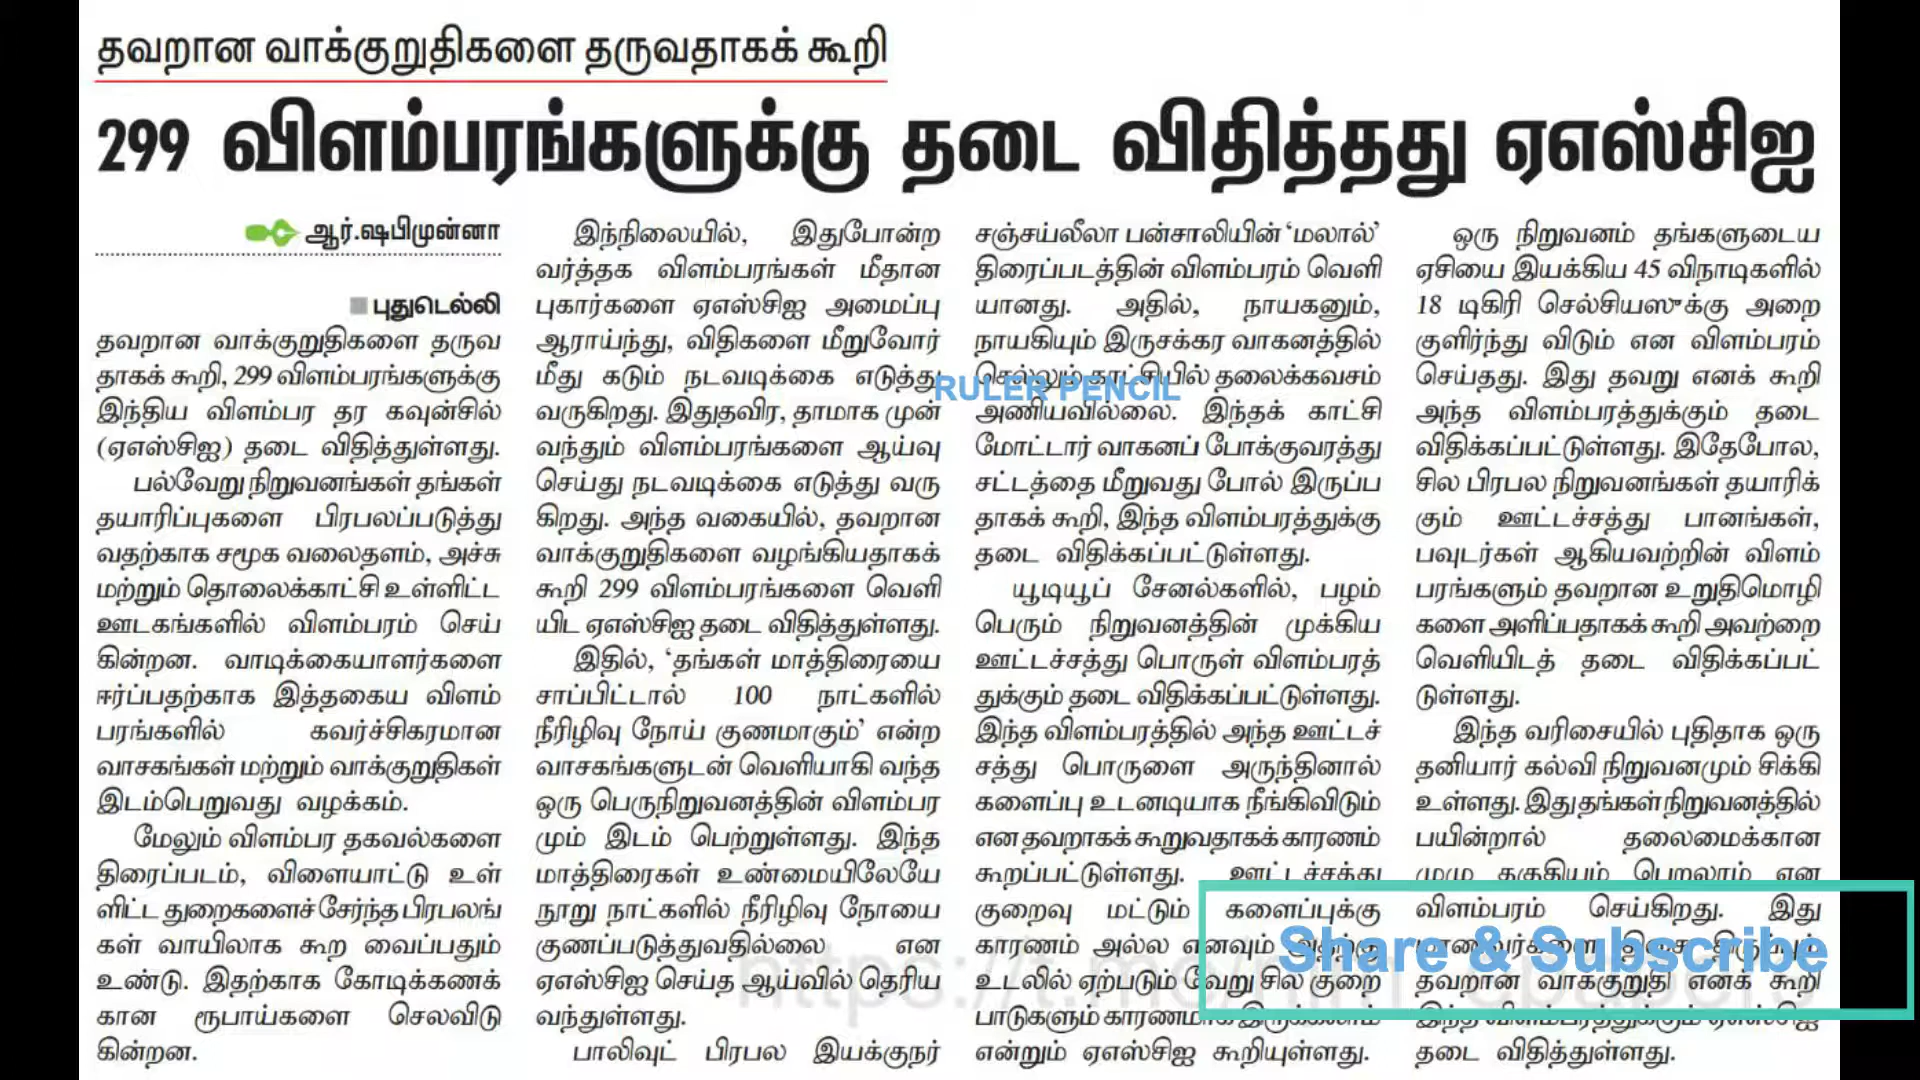 தவறான வாக்குறுதிகளை தருவதாகக் கூறி
299 விளம்பரங்களுக்கு தடை விதித்தது ஏஎஸ்சிஐ
ஆர்.ஷபிமுன்னா
புதுடெல்லி
தவறான வாக்குறுதிகளை தருவ
தாகக் கூறி, 299 விளம்பரங்களுக்கு
இந்திய விளம்பர தர கவுன்சில்
(ஏஎஸ்சிஐ) தடை விதித்துள்ளது.
பல்வேறு நிறுவனங்கள் தங்கள்
தயாரிப்புகளை பிரபலப்படுத்து
வதற்காக சமூக வலைதளம், அச்சு
மற்றும் தொலைக்காட்சி உள்ளிட்ட
ஊடகங்களில் விளம்பரம் செய்
கின்றன. வாடிக்கையாளர்களை
ஈர்ப்பதற்காக இத்தகைய விளம்
பரங்களில் கவர்ச்சிகரமான
வாசகங்கள் மற்றும் வாக்குறுதிகள்
இடம்பெறுவது வழக்கம்.
மேலும் விளம்பர தகவல்களை
திரைப்படம், விளையாட்டு உள்
ளிட்ட துறைகளைச் சேர்ந்த பிரபலங்
கள் வாயிலாக கூற வைப்பதும்
உண்டு. இதற்காக கோடிக்கணக்
கான ரூபாய்களை செலவிடு
கின்றன.
இந்நிலையில், இதுபோன்ற
வர்த்தக விளம்பரங்கள் மீதான
புகார்களை ஏஎஸ்சிஐ அமைப்பு
ஆராய்ந்து, விதிகளை மீறுவோர்
மீது கடும் நடவடிக்கை எடுத்து
வருகிறது. இதுதவிர, தாமாக முன்
வந்தும் விளம்பரங்களை ஆய்வு
செய்து நடவடிக்கை எடுத்து வரு
கிறது. அந்த வகையில், தவறான
வாக்குறுதிகளை வழங்கியதாகக்
கூறி 299 விளம்பரங்களை வெளி
யிட ஏஎஸ்சிஐ தடை விதித்துள்ளது.
இதில், ‘தங்கள் மாத்திரையை
சாப்பிட்டால் 100 நாட்களில்
நீரிழிவு நோய் குணமாகும்’ என்ற
வாசகங்களுடன் வெளியாகி வந்த
ஒரு பெருநிறுவனத்தின் விளம்பர
மும் இடம் பெற்றுள்ளது. இந்த
மாத்திரைகள் உண்மையிலேயே
நூறு நாட்களில் நீரிழிவு நோயை
குணப்படுத்துவதில்லை என
ஏஎஸ்சிஐ செய்த ஆய்வில் தெரிய
வந்துள்ளது.
பாலிவுட் பிரபல இயக்குநர்
சஞ்சய்லீலா பன்சாலியின் ‘மலால்’
திரைப்படத்தின் விளம்பரம் வெளி
யானது. அதில், நாயகனும்,
நாயகியும் இருசக்கர வாகனத்தில்
செல்லும் காட்சியில் தலைக்கவசம்
RULER PENCIL
அணியவில்லை. இந்தக் காட்சி
மோட்டார் வாகனப் போக்குவரத்து
சட்டத்தை மீறுவது போல் இருப்ப
தாகக் கூறி, இந்த விளம்பரத்துக்கு
தடை விதிக்கப்பட்டுள்ளது.
யூடியூப் சேனல்களில், பழம்
பெரும் நிறுவனத்தின் முக்கிய
ஊட்டச்சத்து பொருள் விளம்பரத்
துக்கும் தடை விதிக்கப்பட்டுள்ளது.
இந்த விளம்பரத்தில் அந்த ஊட்டச்
சத்து பொருளை அருந்தினால்
களைப்பு உடனடியாக நீங்கிவிடும்
என தவறாகக் கூறுவதாகக் காரணம்
கூறப்பட்டுள்ளது. ஊட்டச்சத்து
குறைவு மட்டும் களைப்புக்கு
காரணம் அல்ல எனவும் அதற்கு
உடலில் ஏற்படும் வேறு சில குறை
பாடுகளும் காரணமாக இருக்கலாம்
என்றும் ஏஎஸ்சிஐ கூறியுள்ளது.
ஒரு நிறுவனம் தங்களுடைய
ஏசியை இயக்கிய 45 விநாடிகளில்
18 டிகிரி செல்சியஸுக்கு அறை
குளிர்ந்து விடும் என விளம்பரம்
செய்தது. இது தவறு எனக் கூறி
அந்த விளம்பரத்துக்கும் தடை
விதிக்கப்பட்டுள்ளது. இதேபோல,
சில பிரபல நிறுவனங்கள் தயாரிக்
கும் ஊட்டச்சத்து பானங்கள்,
பவுடர்கள் ஆகியவற்றின் விளம்
பரங்களும் தவறான உறுதிமொழி
களை அளிப்பதாகக் கூறி அவற்றை
வெளியிடத் தடை விதிக்கப்பட்
டுள்ளது.
இந்த வரிசையில் புதிதாக ஒரு
தனியார் கல்வி நிறுவனமும் சிக்கி
உள்ளது. இது தங்கள் நிறுவனத்தில்
பயின்றால் தலைமைக்கான
முழு தகுதியும் பெறலாம் என
விளம்பரம் செய்கிறது. இது
Share & Subscribe
தவறான வாக்குறுதி எனக் கூறி
இந்த விளம்பரத்துக்கும் ஏஎஸ்சிஐ
தடை விதித்துள்ளது.